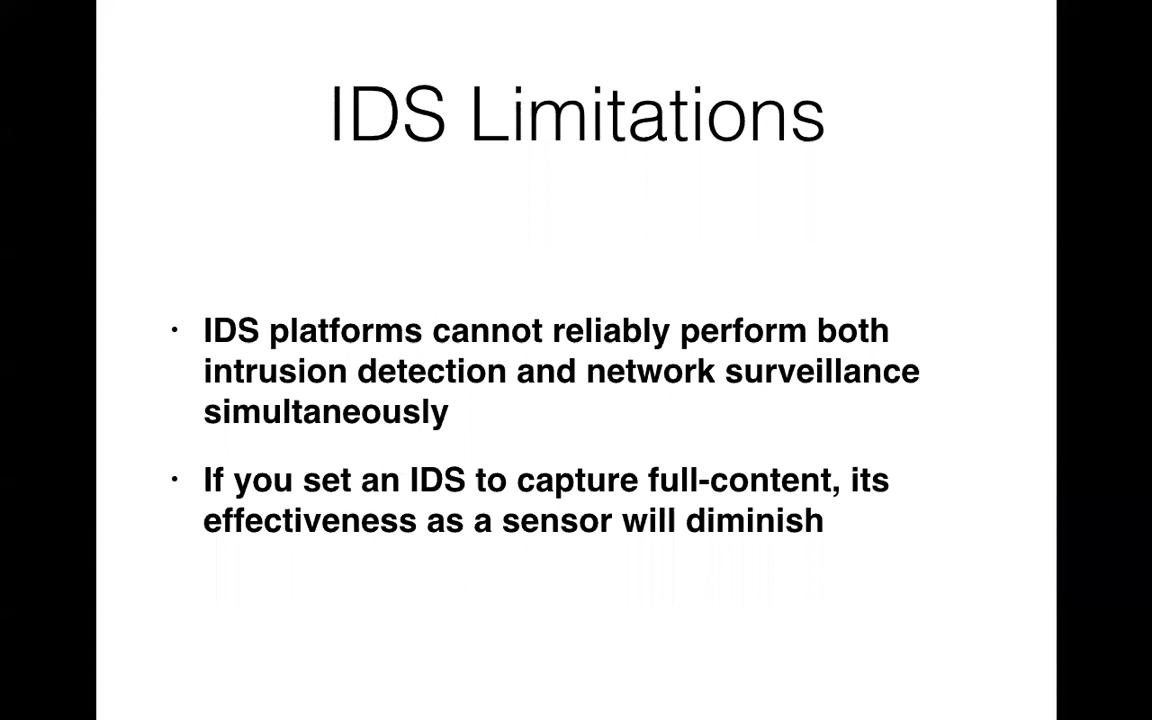 IDS Limitations
• IDS platforms cannot reliably perform both
intrusion detection and network surveillance
simultaneously
• If you set an IDS to capture full-content, its
effectiveness as a sensor will diminish